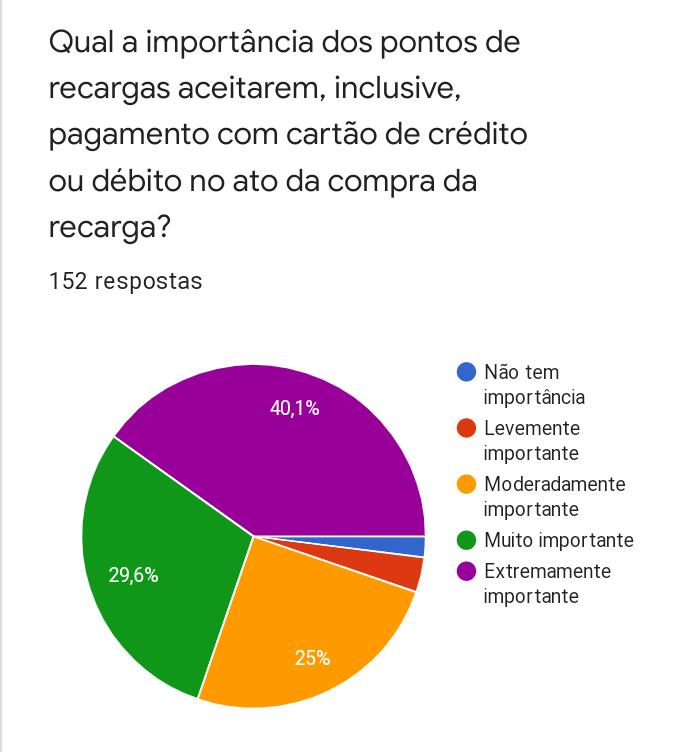 Qual a importância dos pontos de
recargas aceitarem, inclusive,
pagamento com cartão de crédito
ou débito no ato da compra da
recarga?
152 respostas
40,1%
29,6%
25%
Não tem
importância
Levemente
importante
Moderadamente
importante
Muito importante
Extremamente
importante